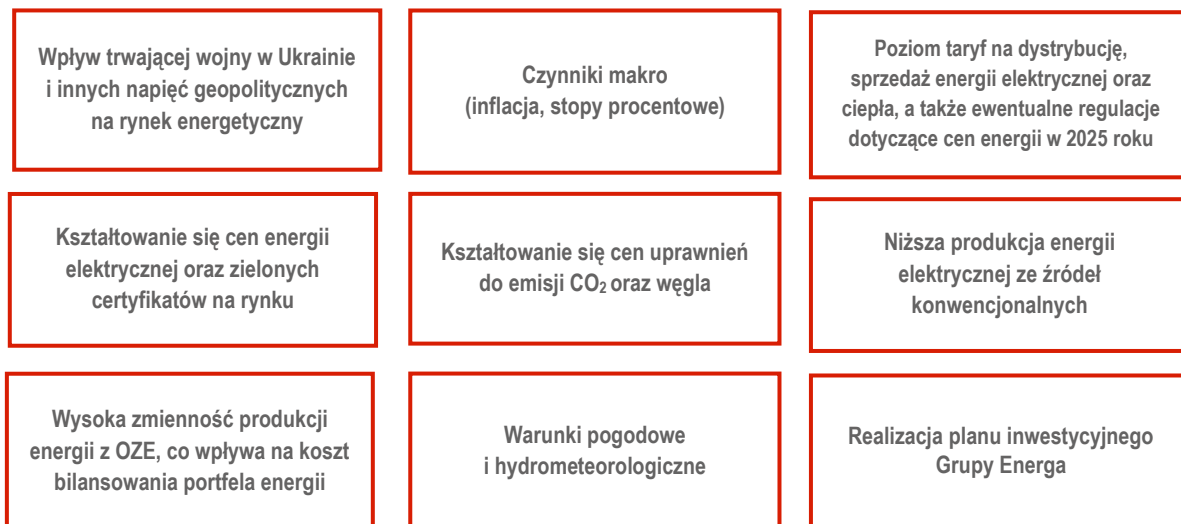 Wpływ trwającej wojny w Ukrainie
i innych napięć geopolitycznych
na rynek energetyczny
Czynniki makro
(inflacja, stopy procentowe)
Poziom taryf na dystrybucję,
sprzedaż energii elektrycznej oraz
ciepła, a także ewentualne regulacje
dotyczące cen energii w 2025 roku
Kształtowanie się cen energii
elektrycznej oraz zielonych
certyfikatów na rynku
Kształtowanie się cen uprawnień
do emisji CO₂ oraz węgla
Niższa produkcja energii
elektrycznej ze źródeł
konwencjonalnych
Wysoka zmienność produkcji
energii z OZE, co wpływa na koszt
bilansowania portfela energii
Warunki pogodowe
i hydrometeorologiczne
Realizacja planu inwestycyjnego
Grupy Energa